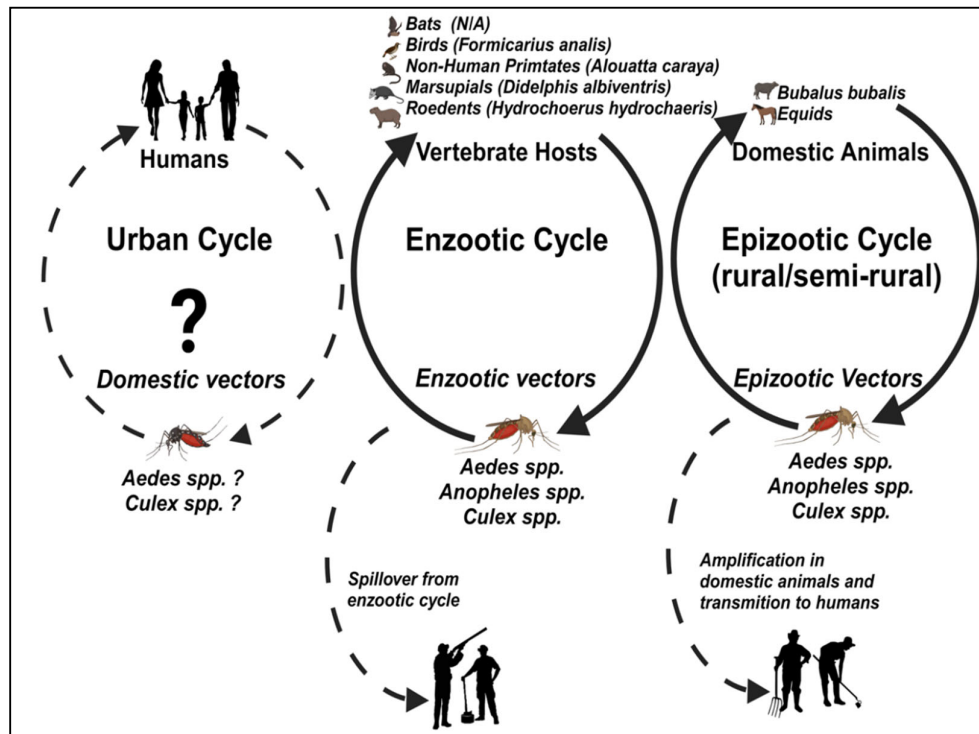 Bats (N/A)
Birds (Formicarius analis)
Non-Human Primtates (Alouatta caraya)
Marsupials (Didelphis albiventris)
Roedents (Hydrochoerus hydrochaeris)
Bubalus bubalis
Equids
Humans
Vertebrate Hosts
Domestic Animals
Urban Cycle
?
Enzootic Cycle
Epizootic Cycle
(rural/semi-rural)
Domestic vectors
Enzootic vectors
Epizootic Vectors
Aedes spp. ?
Culex spp. ?
Aedes spp.
Anopheles spp.
Culex spp.
Aedes spp.
Anopheles spp.
Culex spp.
Spillover from
enzootic cycle
Amplification in
domestic animals and
transmition to humans